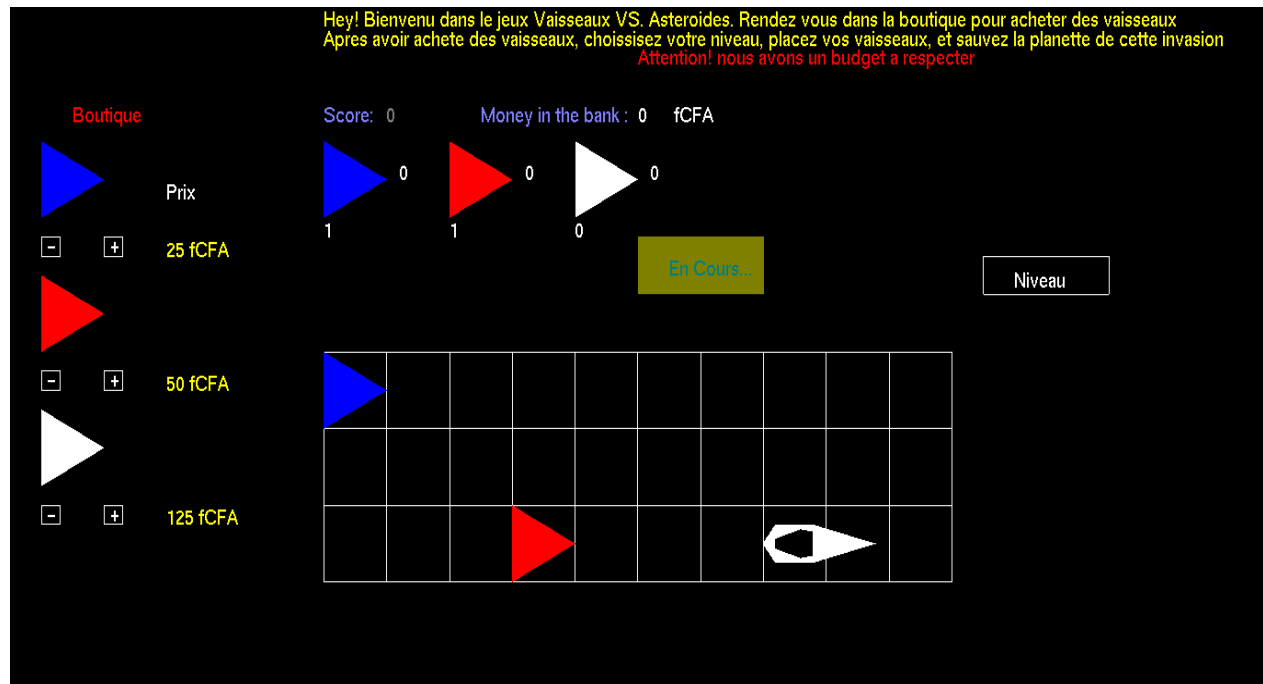 Hey! Bienvenu dans le jeux Vaisseaux VS. Asteroides. Rendez vous dans la boutique pour acheter des vaisseaux
Apres avoir achete des vaisseaux, choissisez votre niveau, placez vos vaisseaux, et sauvez la planette de cette invasion
Attention! nous avons un budget a respecter
Boutique
Score: 0
Money in the bank : 0 fCFA
Prix
0
0
0
1
1
0
- + 25 fCFA
En Cours...
Niveau
- + 50 fCFA
- + 125 fCFA